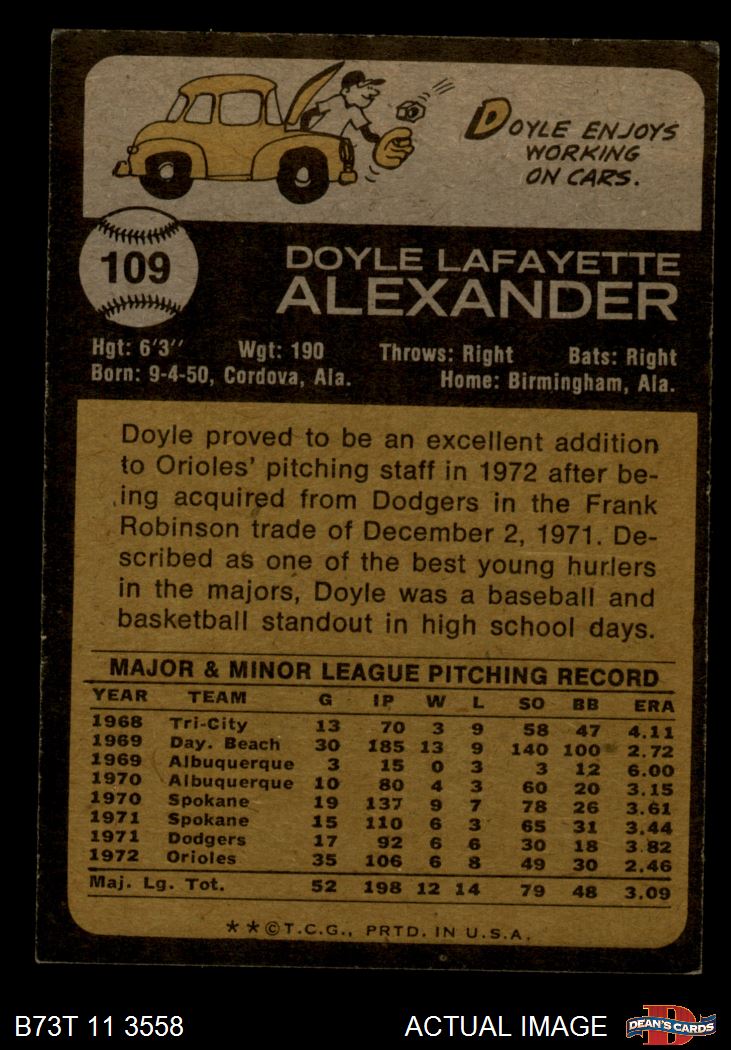 DOYLE ENJOYS
WORKING
ON CARS.
109
DOYLE LAFAYETTE
ALEXANDER
Hgt: 6'3" Wgt: 190 Throws: Right Bats: Right
Born: 9-4-50, Cordova, Ala. Home: Birmingham, Ala.
Doyle proved to be an excellent addition
to Orioles' pitching staff in 1972 after be-
ing acquired from Dodgers in the Frank
Robinson trade of December 2, 1971. De-
scribed as one of the best young hurlers
in the majors, Doyle was a baseball and
basketball standout in high school days.
MAJOR & MINOR LEAGUE PITCHING RECORD
YEAR TEAM G IP W L SO BB ERA
1968 Tri-City 13 70 3 9 58 47 4.11
1969 Day. Beach 30 185 13 9 140 100 2.72
1969 Albuquerque 3 15 0 3 3 12 6.00
1970 Albuquerque 10 80 4 3 60 20 3.15
1970 Spokane 19 137 9 7 78 26 3.61
1971 Spokane 15 110 6 3 65 31 3.44
1971 Dodgers 17 92 6 6 30 18 3.82
1972 Orioles 35 106 6 8 49 30 2.46
Maj. Lg. Tot. 52 198 12 14 79 48 3.09
**©T.C.G., PRTD. IN U.S.A.
B73T 11 3558 ACTUAL IMAGE D DEAN'S CARDS